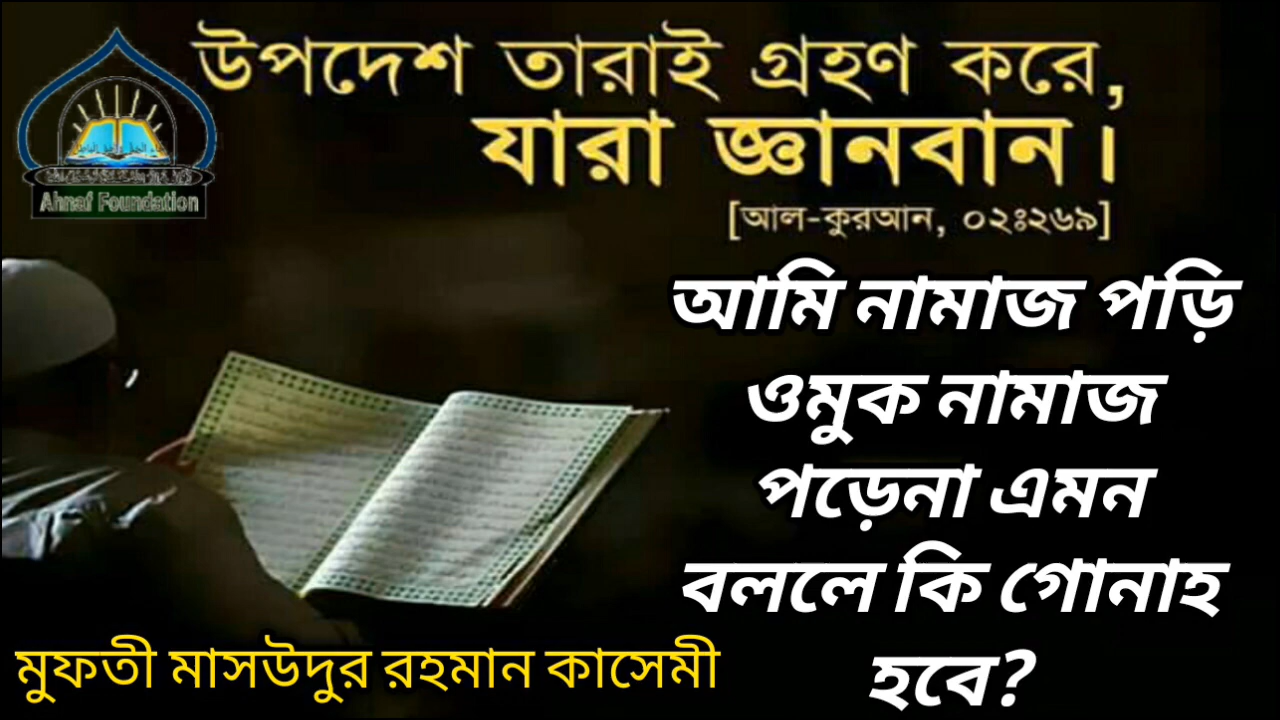 উপদেশ তারাই গ্রহণ করে,
যারা জ্ঞানবান।
[আল-কুরআন, ০২ঃ২৬৯]
Ahnaf Foundation
আমি নামাজ পড়ি
ওমুক নামাজ
পড়েনা এমন
বললে কি গোনাহ
হবে?
মুফতী মাসউদুর রহমান কাসেমী